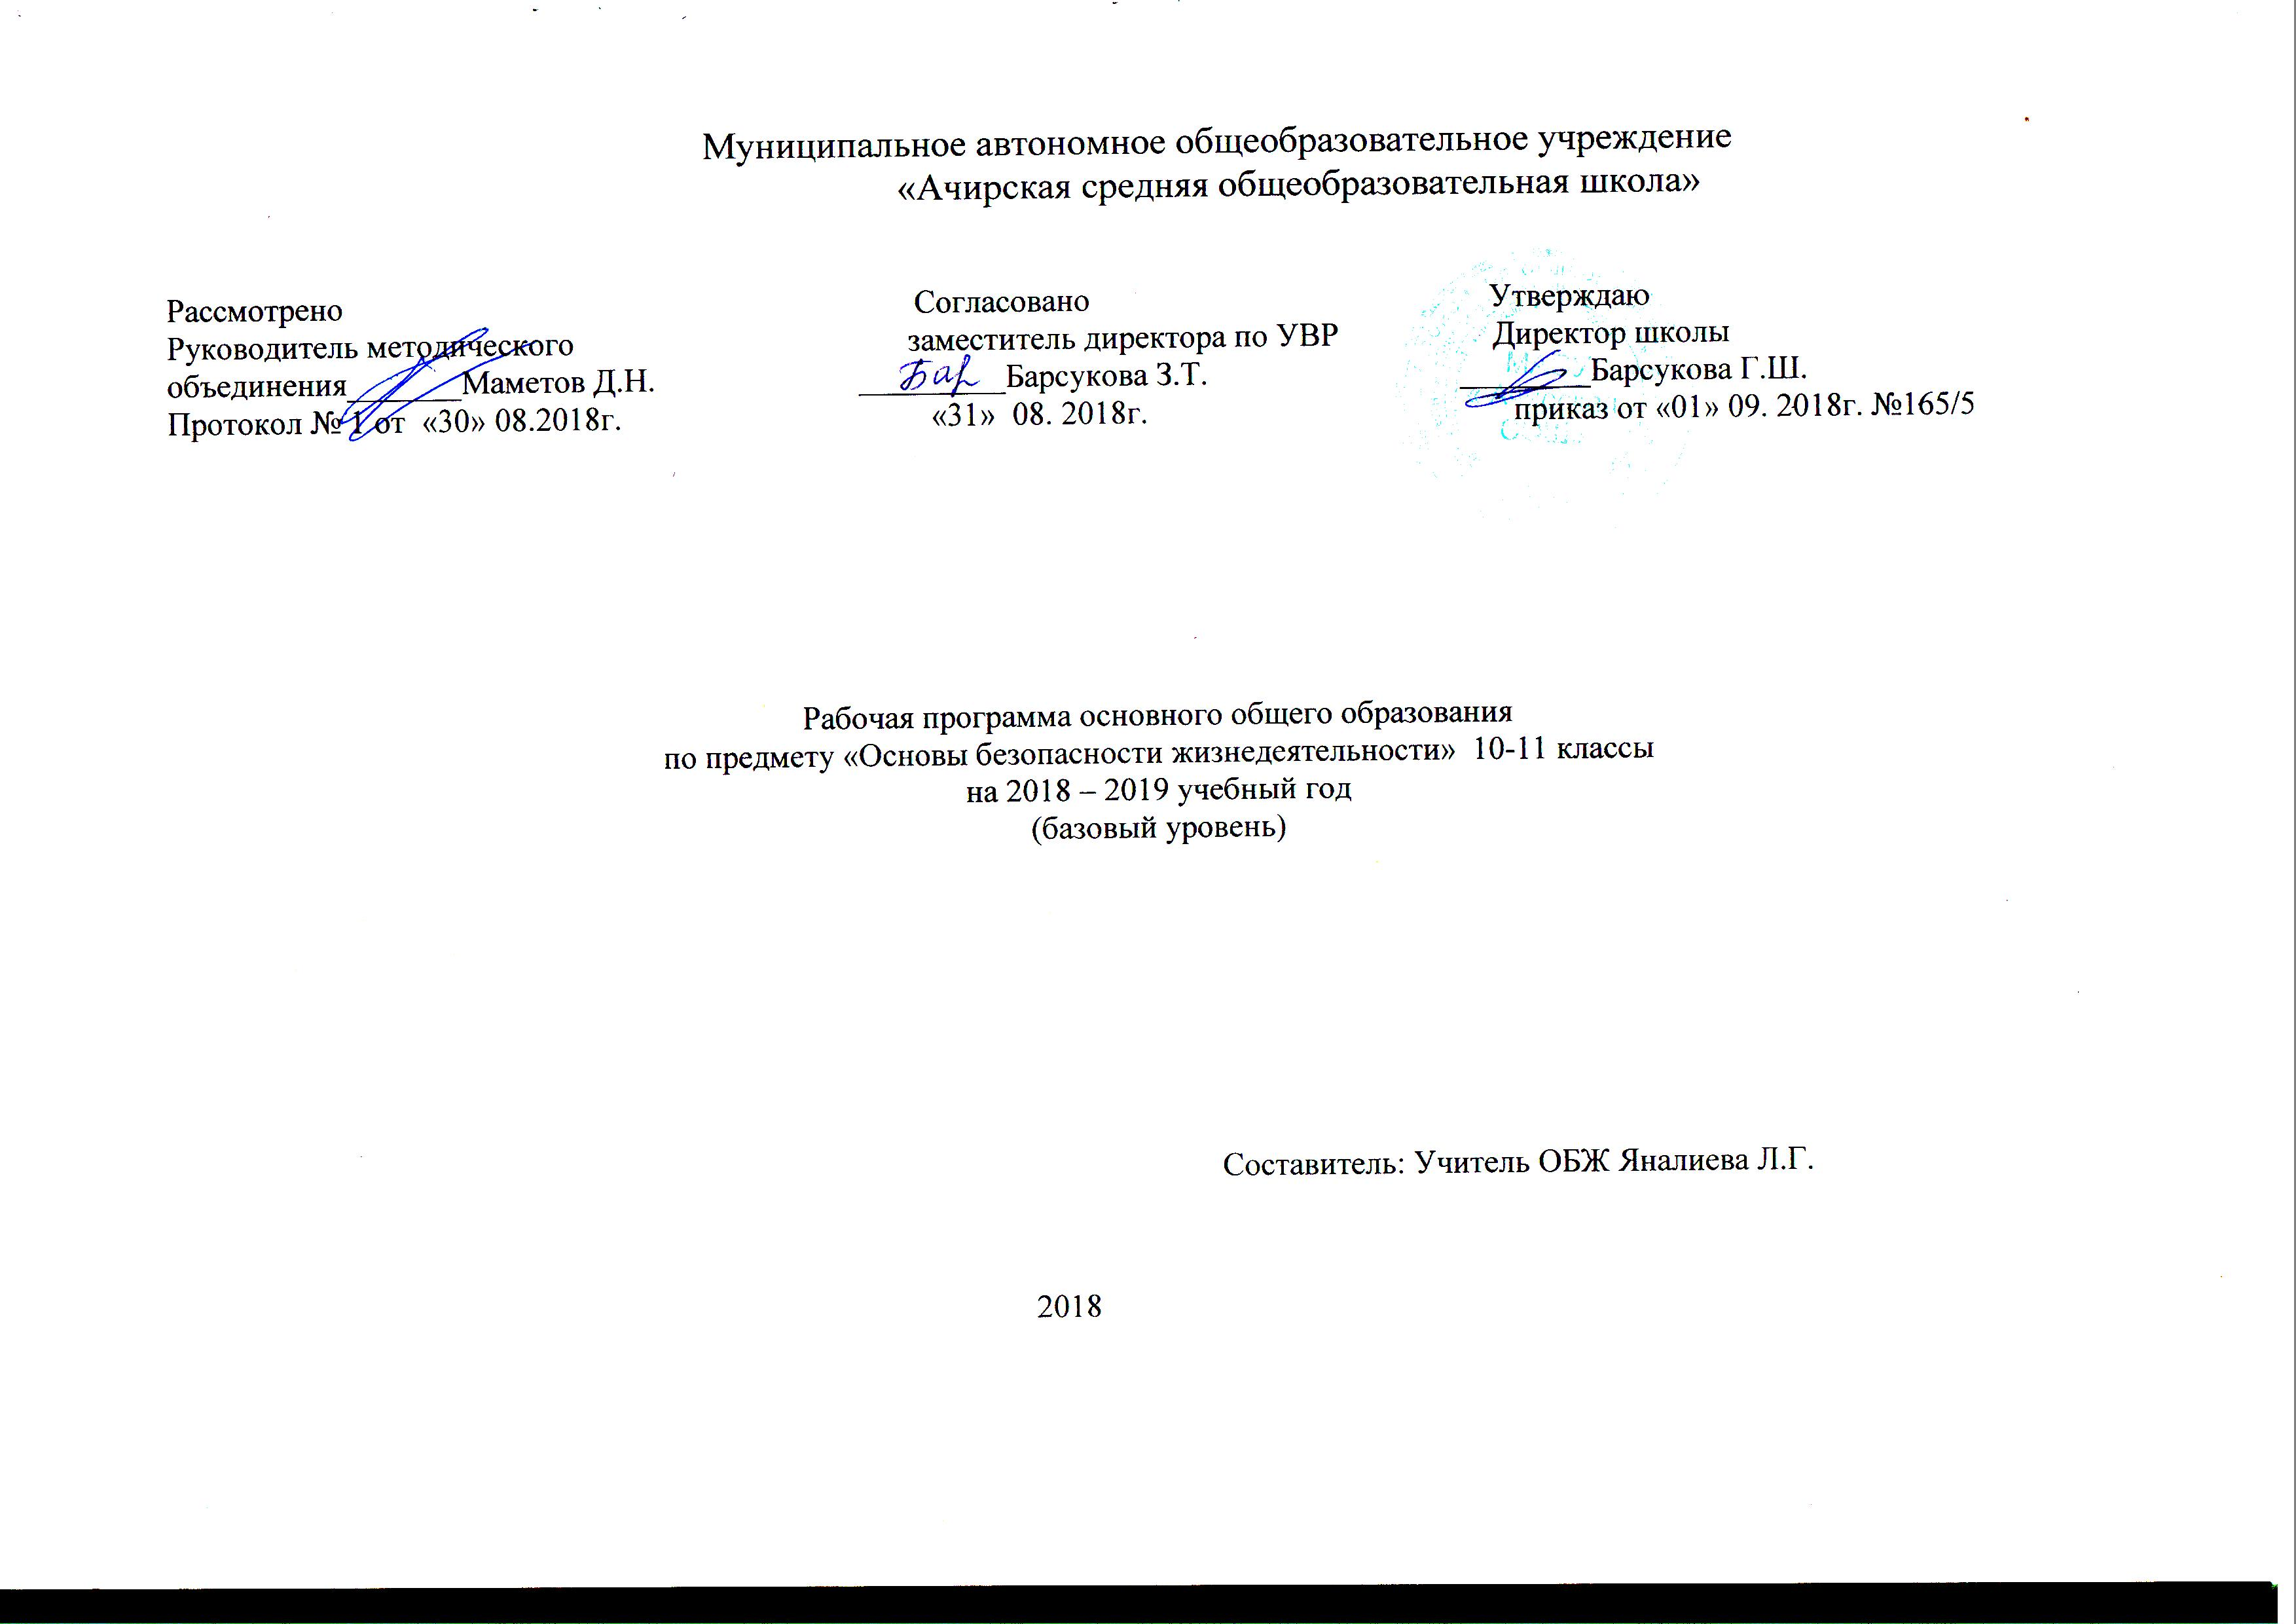 Муниципальное автономное общеобразовательное учреждение
«Ачирская средняя общеобразовательная школа»
Рассмотрено
Руководитель методического
объединения_______Маметов Д.Н.
Протокол № 1 от «30» 08.2018г.
Согласовано
заместитель директора по УВР
Бар Барсукова З.Т.
«31» 08. 2018г.
Утверждаю
Директор школы
________Барсукова Г.Ш.
приказ от «01» 09. 2018г. №165/5
Рабочая программа основного общего образования
по предмету «Основы безопасности жизнедеятельности» 10-11 классы
на 2018 – 2019 учебный год
(базовый уровень)
Составитель: Учитель ОБЖ Яналиева Л.Г.
2018